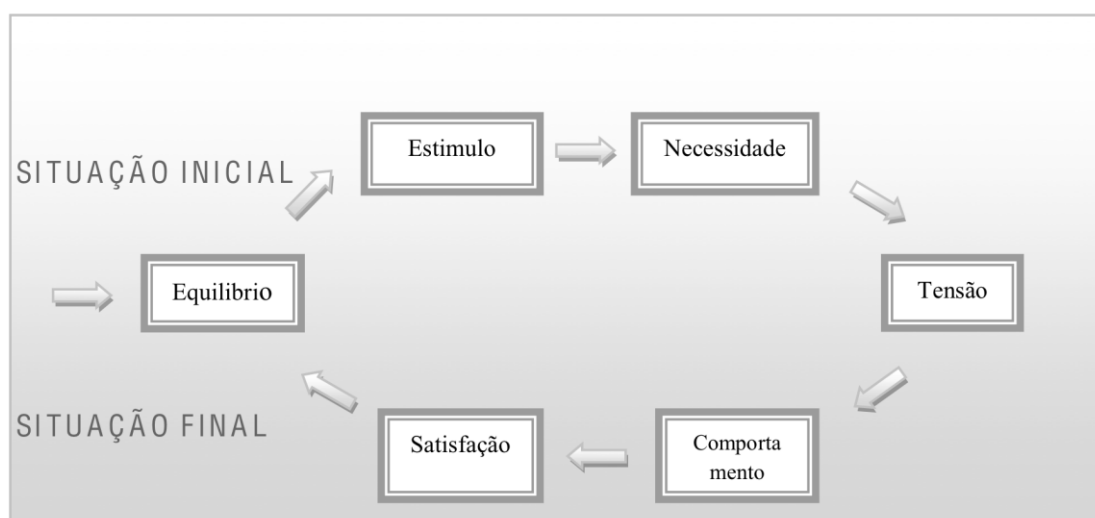 Estimulo
Necessidade
SITUAÇÃO INICIAL
Equilibrio
Tensão
SITUAÇÃO FINAL
Satisfação
Comporta
mento